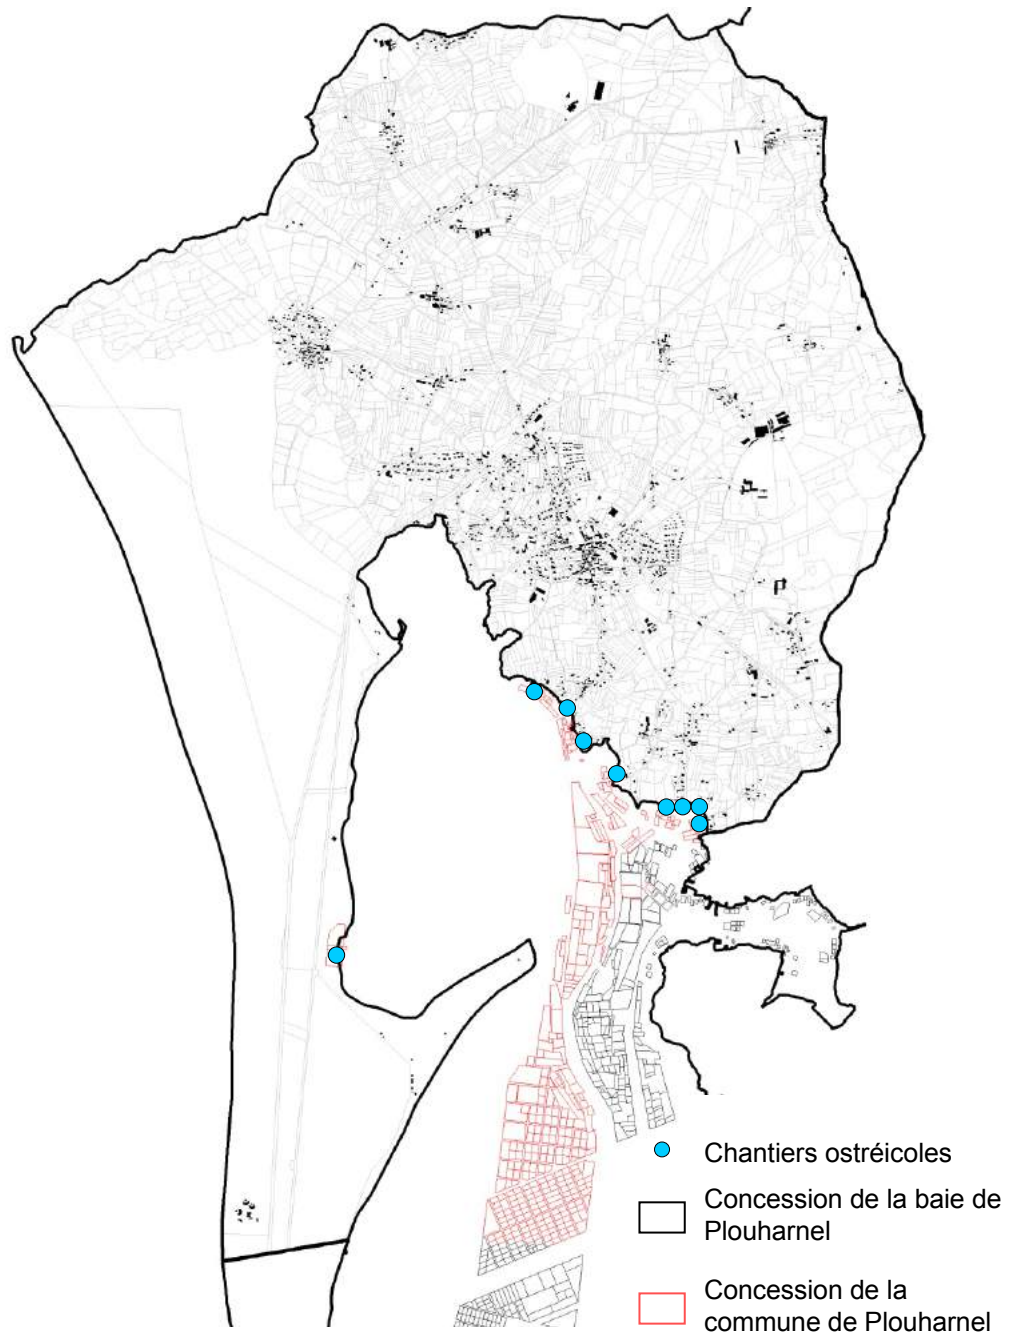 Chantiers ostréicoles
Concession de la baie de
Plouharnel
Concession de la
commune de Plouharnel